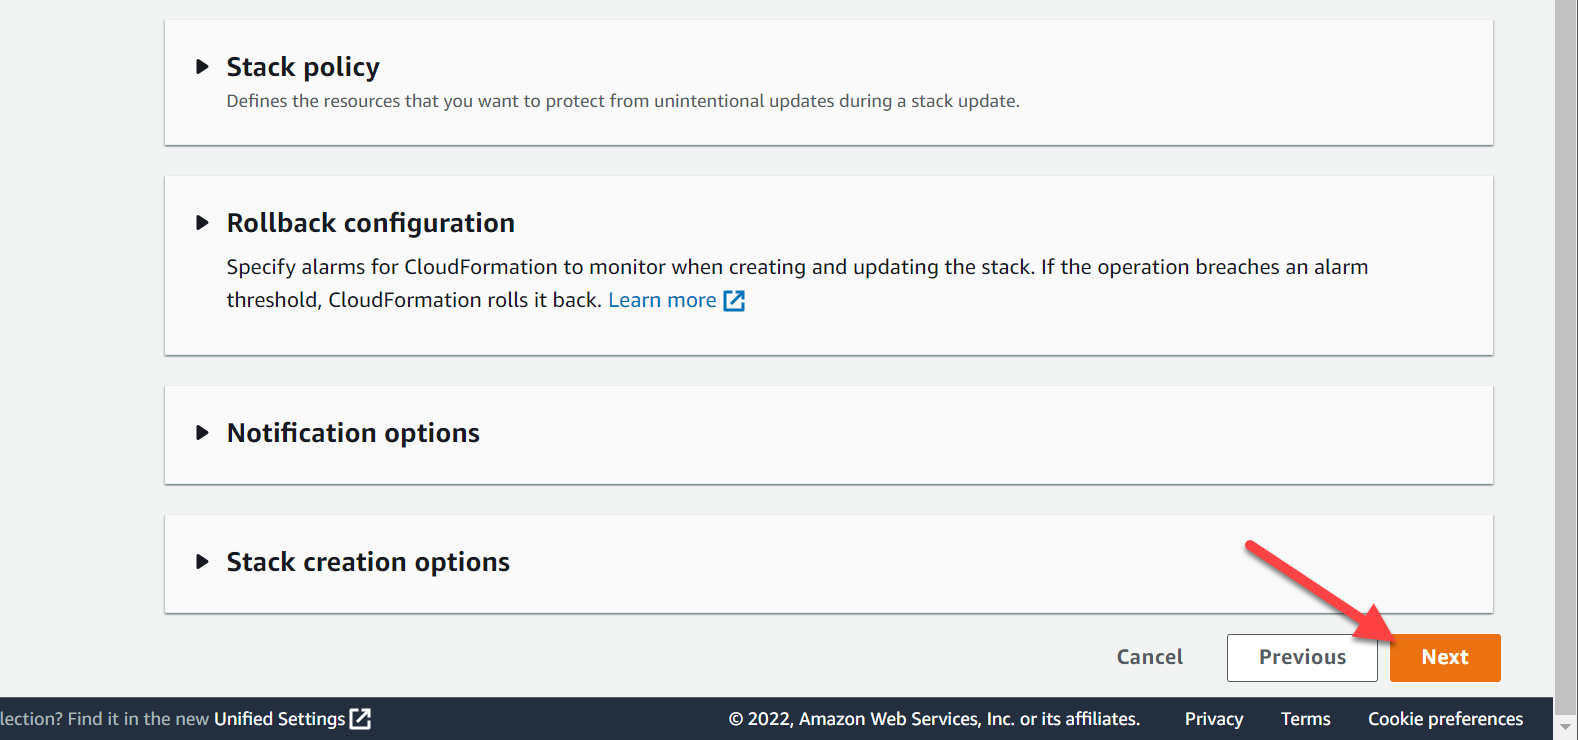 Stack policy
Defines the resources that you want to protect from unintentional updates during a stack update.
Rollback configuration
Specify alarms for CloudFormation to monitor when creating and updating the stack. If the operation breaches an alarm
threshold, CloudFormation rolls it back. Learn more
Notification options
Stack creation options
Cancel Previous Next
lection? Find it in the new Unified Settings © 2022, Amazon Web Services, Inc. or its affiliates. Privacy Terms Cookie preferences